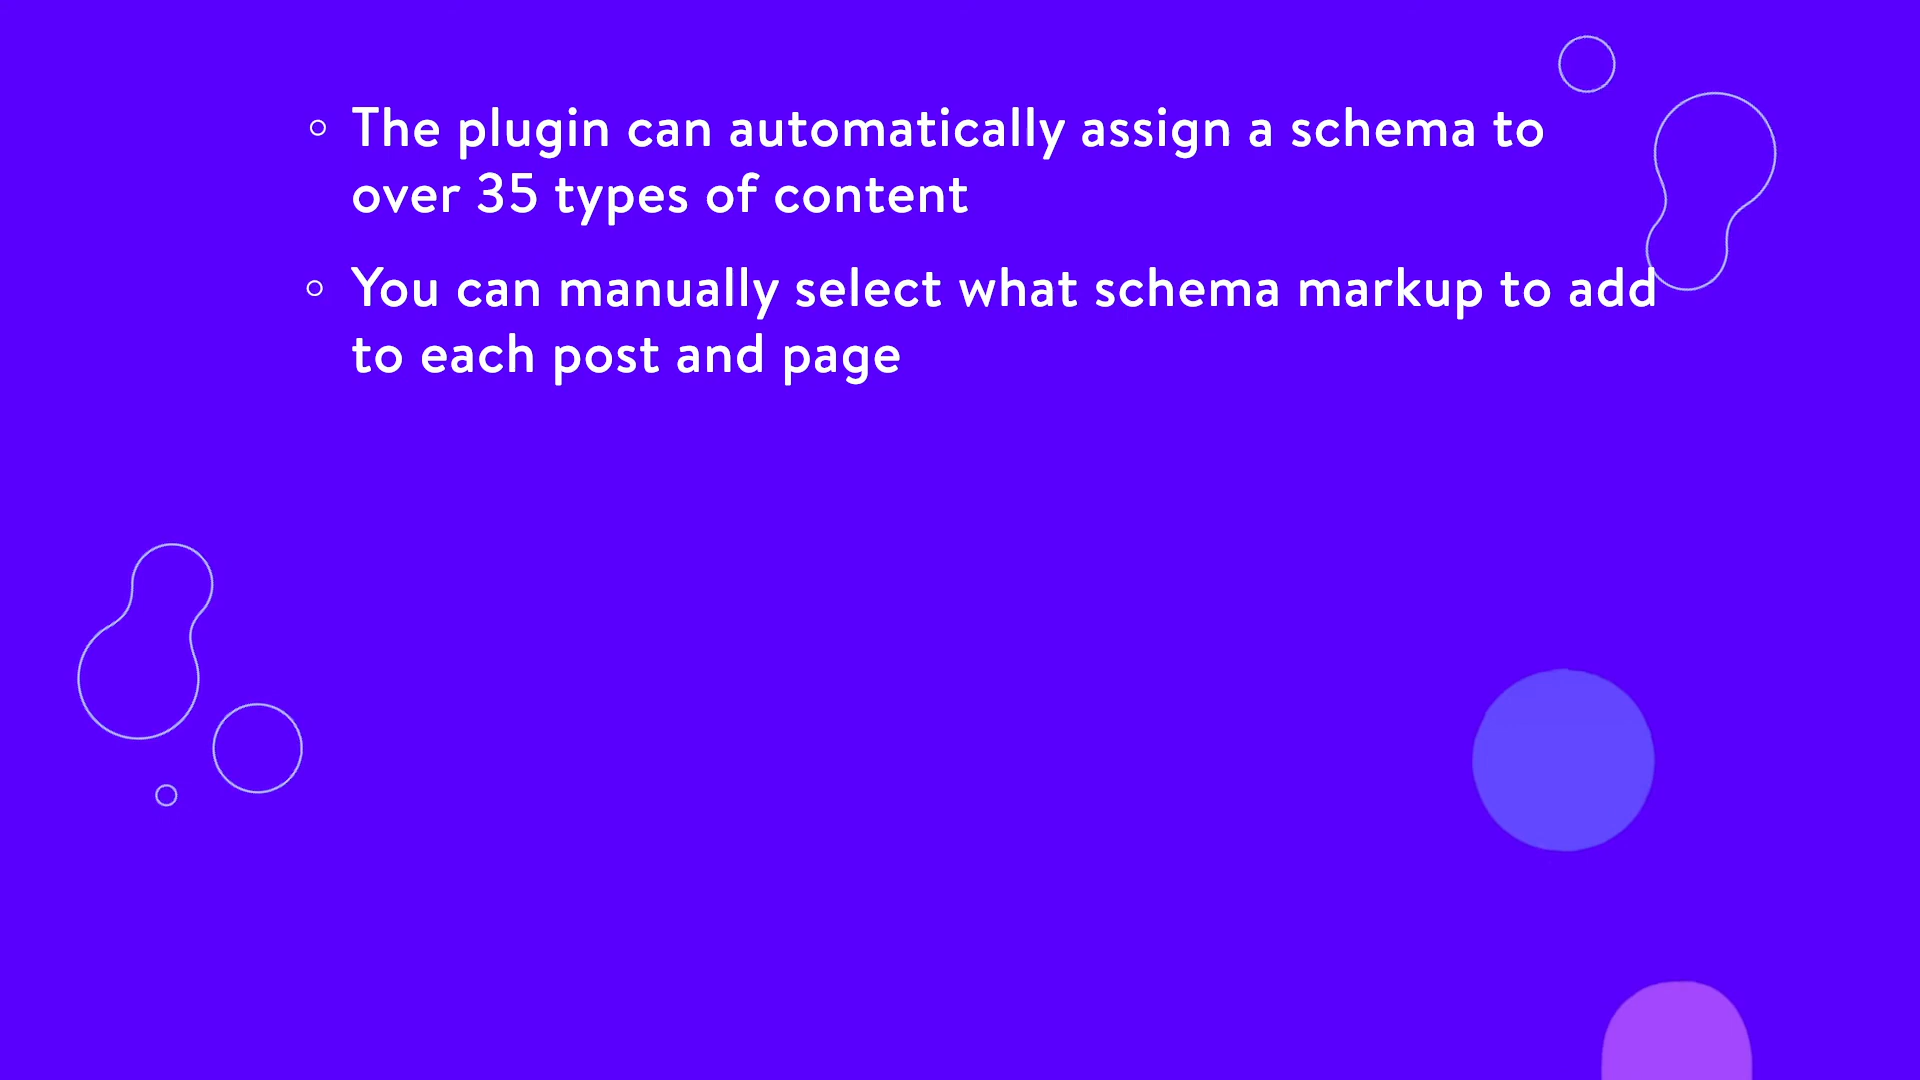 The plugin can automatically assign a schema to
over 35 types of content
You can manually select what schema markup to add
to each post and page